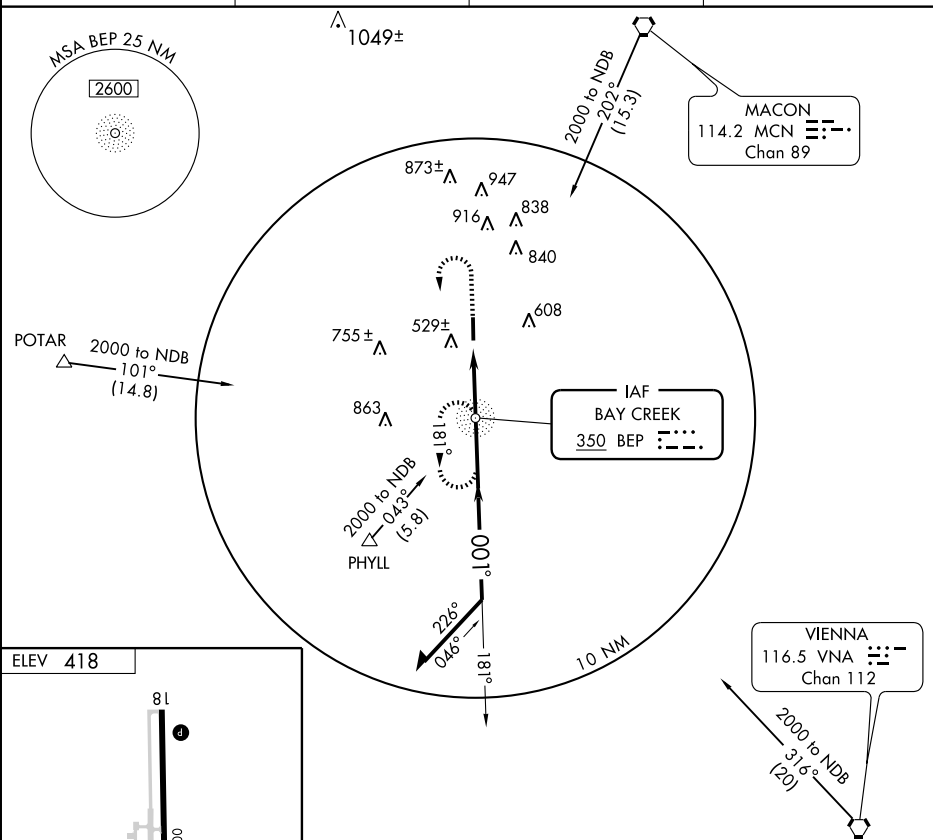 1049±
MSA BEP 25 NM
2600
2000 to NDB
202°
(15.3)
MACON
114.2 MCN
Chan 89
873±
947
916
838
840
608
529±
755±
863
POTAR
2000 to NDB
101°
(14.8)
IAF
BAY CREEK
350 BEP
181°
2000 to NDB
043°
(5.8)
PHYLL
001°
226°
046°
181°
10 NM
VIENNA
116.5 VNA
Chan 112
2000 to NDB
316°
(20)
ELEV 418
18
P